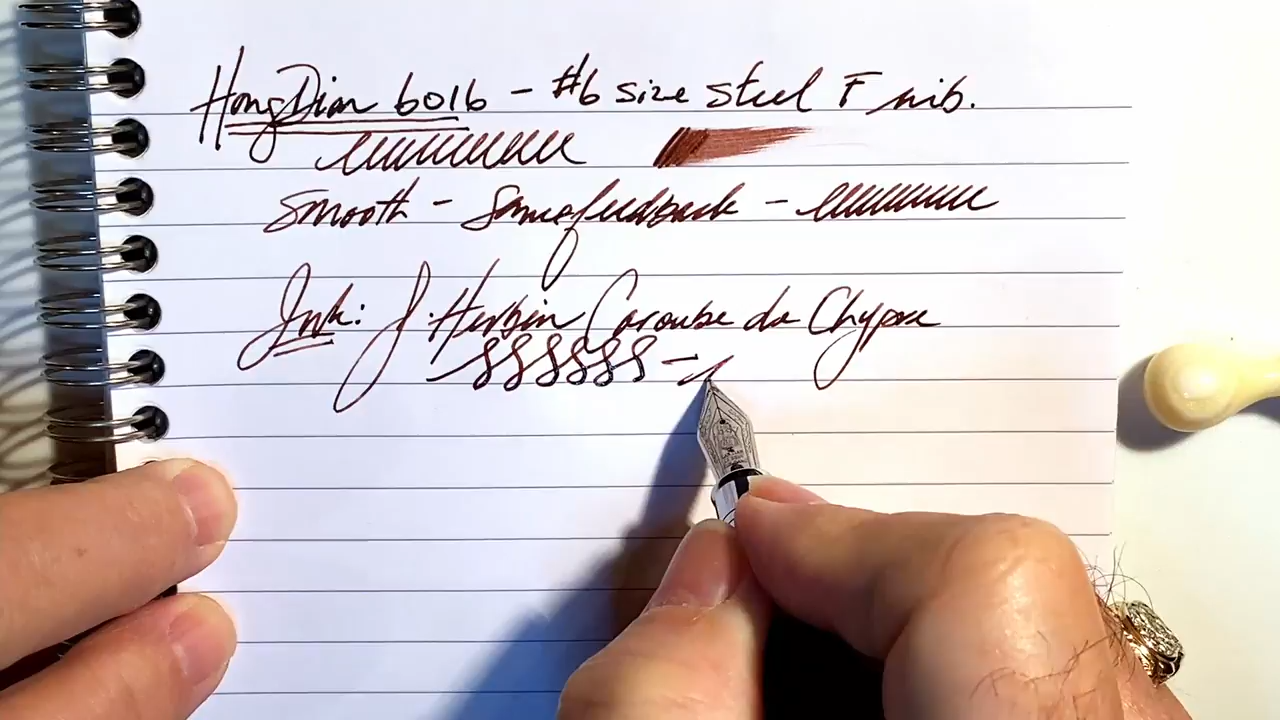 HongDian 6016 - #6 size steel F nib.
Smooth - Some feedback -
Ink: J. Herbin Caroube de Chypre